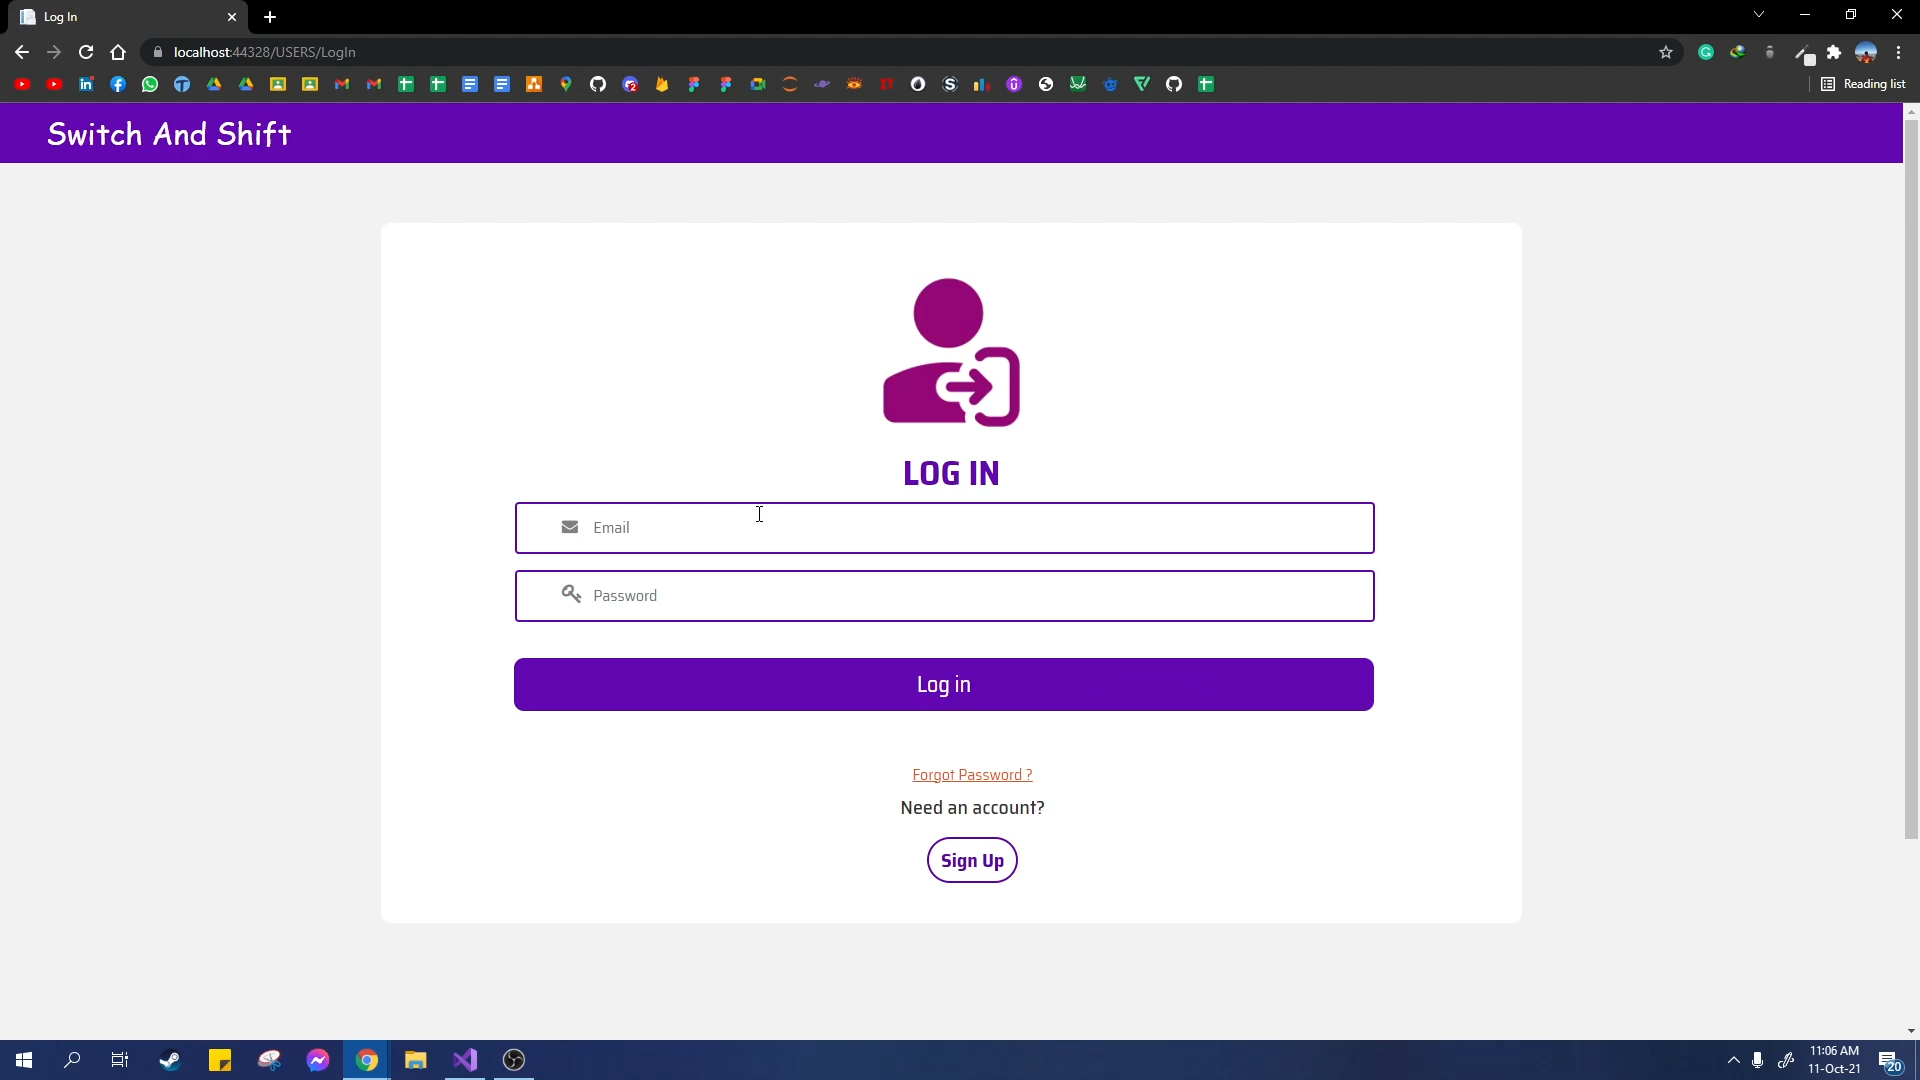 Log In
localhost:44328/USERS/LogIn
Reading list
Switch And Shift
LOG IN
Email
Password
Log in
Forgot Password ?
Need an account?
Sign Up
11:06 AM
11-Oct-21
20